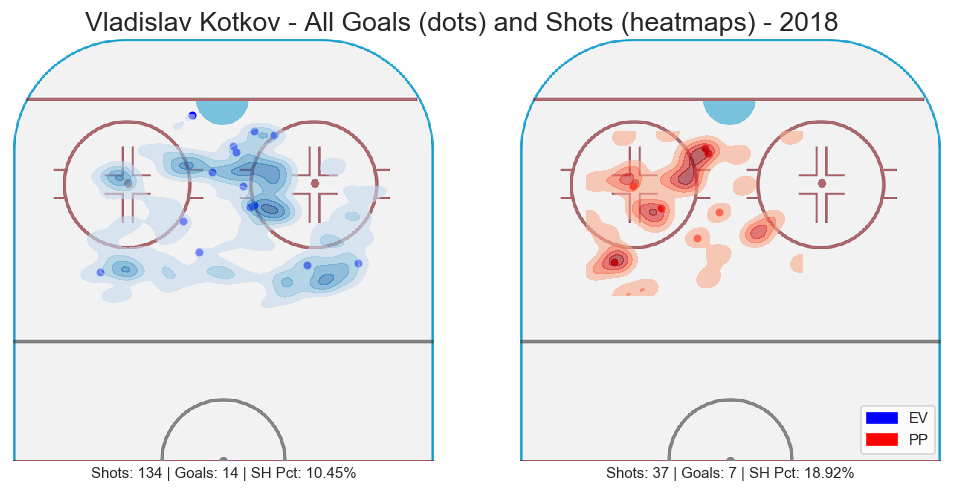 Vladislav Kotkov - All Goals (dots) and Shots (heatmaps) - 2018
EV
PP
Shots: 134 | Goals: 14 | SH Pct: 10.45%
Shots: 37 | Goals: 7 | SH Pct: 18.92%